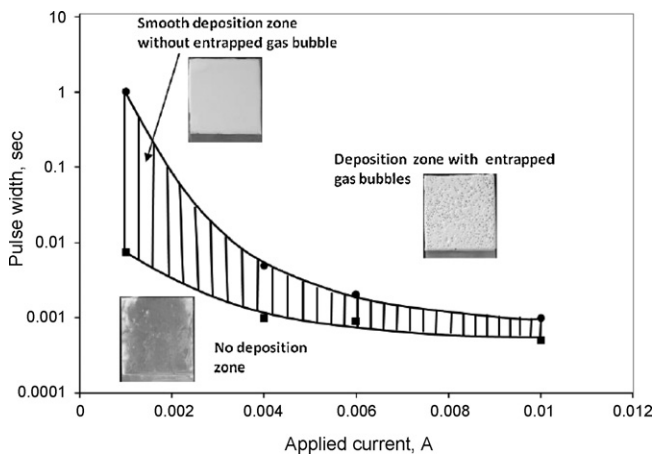 Smooth deposition zone
without entrapped gas bubble
Deposition zone with entrapped
gas bubbles
No deposition
zone
Pulse width, sec
10
1
0.1
0.01
0.001
0.0001
0
0.002
0.004
0.006
0.008
0.01
0.012
Applied current, A